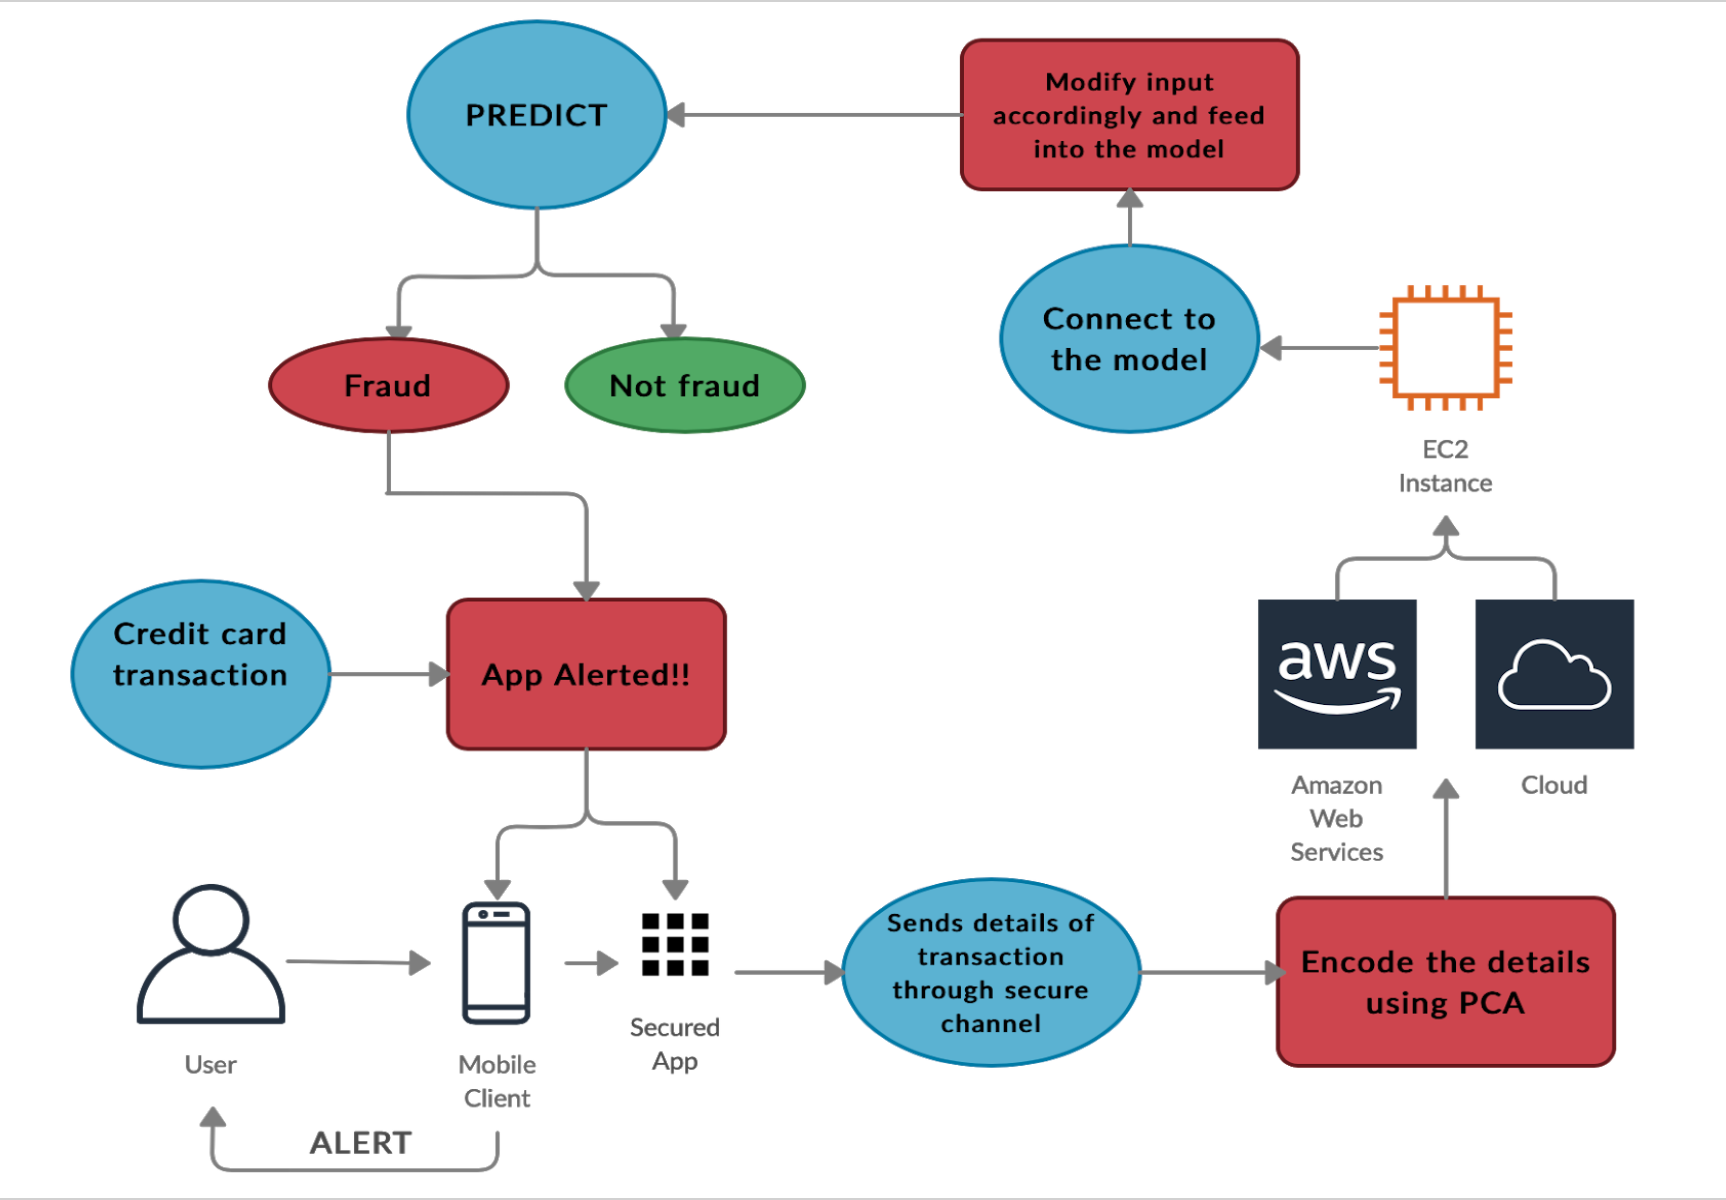 PREDICT
Modify input
accordingly and feed
into the model
Connect to
the model
Fraud
Not fraud
EC2
Instance
Credit card
transaction
App Alerted!!
aws
Amazon
Web
Services
Cloud
Sends details of
transaction
through secure
channel
Encode the details
using PCA
User
Mobile
Client
Secured
App
ALERT